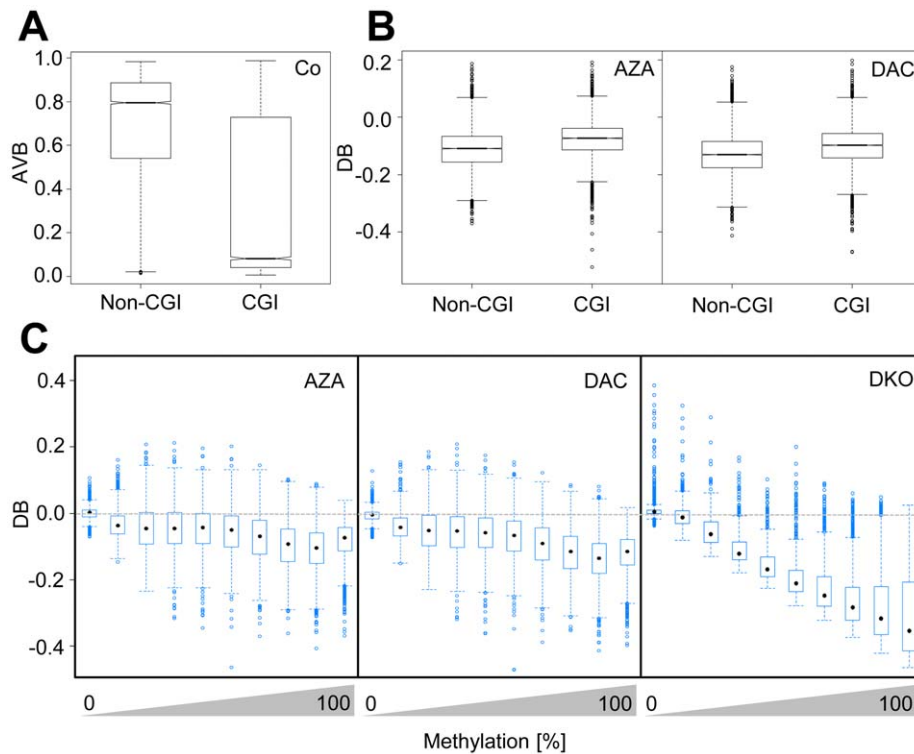 A
B
1.0
0.8
0.6
0.4
0.2
0.0
AVB
Co
Non-CGI CGI
0.2
0.0
-0.2
-0.4
DB
AZA
DAC
Non-CGI CGI Non-CGI CGI
C
0.4
0.2
0.0
-0.2
-0.4
DB
AZA
DAC
DKO
0 100 0 100 0 100
Methylation [%]